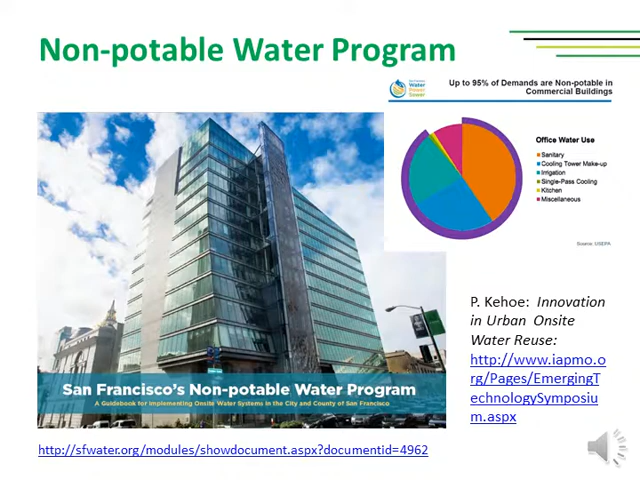 Non-potable Water Program
Up to 95% of Demands are Non-potable in
Commercial Buildings
Water
Power
Sewer
Office Water Use
Sanitary
Cooling Tower Make-up
Irrigation
Single-Pass Cooling
Kitchen
Miscellaneous
Source: USEPA
San Francisco's Non-potable Water Program
A Guidebook for Implementing Onsite Water Systems in the City and County of San Francisco
P. Kehoe: Innovation
in Urban Onsite
Water Reuse:
http://www.iapmo.o
rg/Pages/EmergingT
echnologySymposiu
m.aspx
http://sfwater.org/modules/showdocument.aspx?documentid=4962